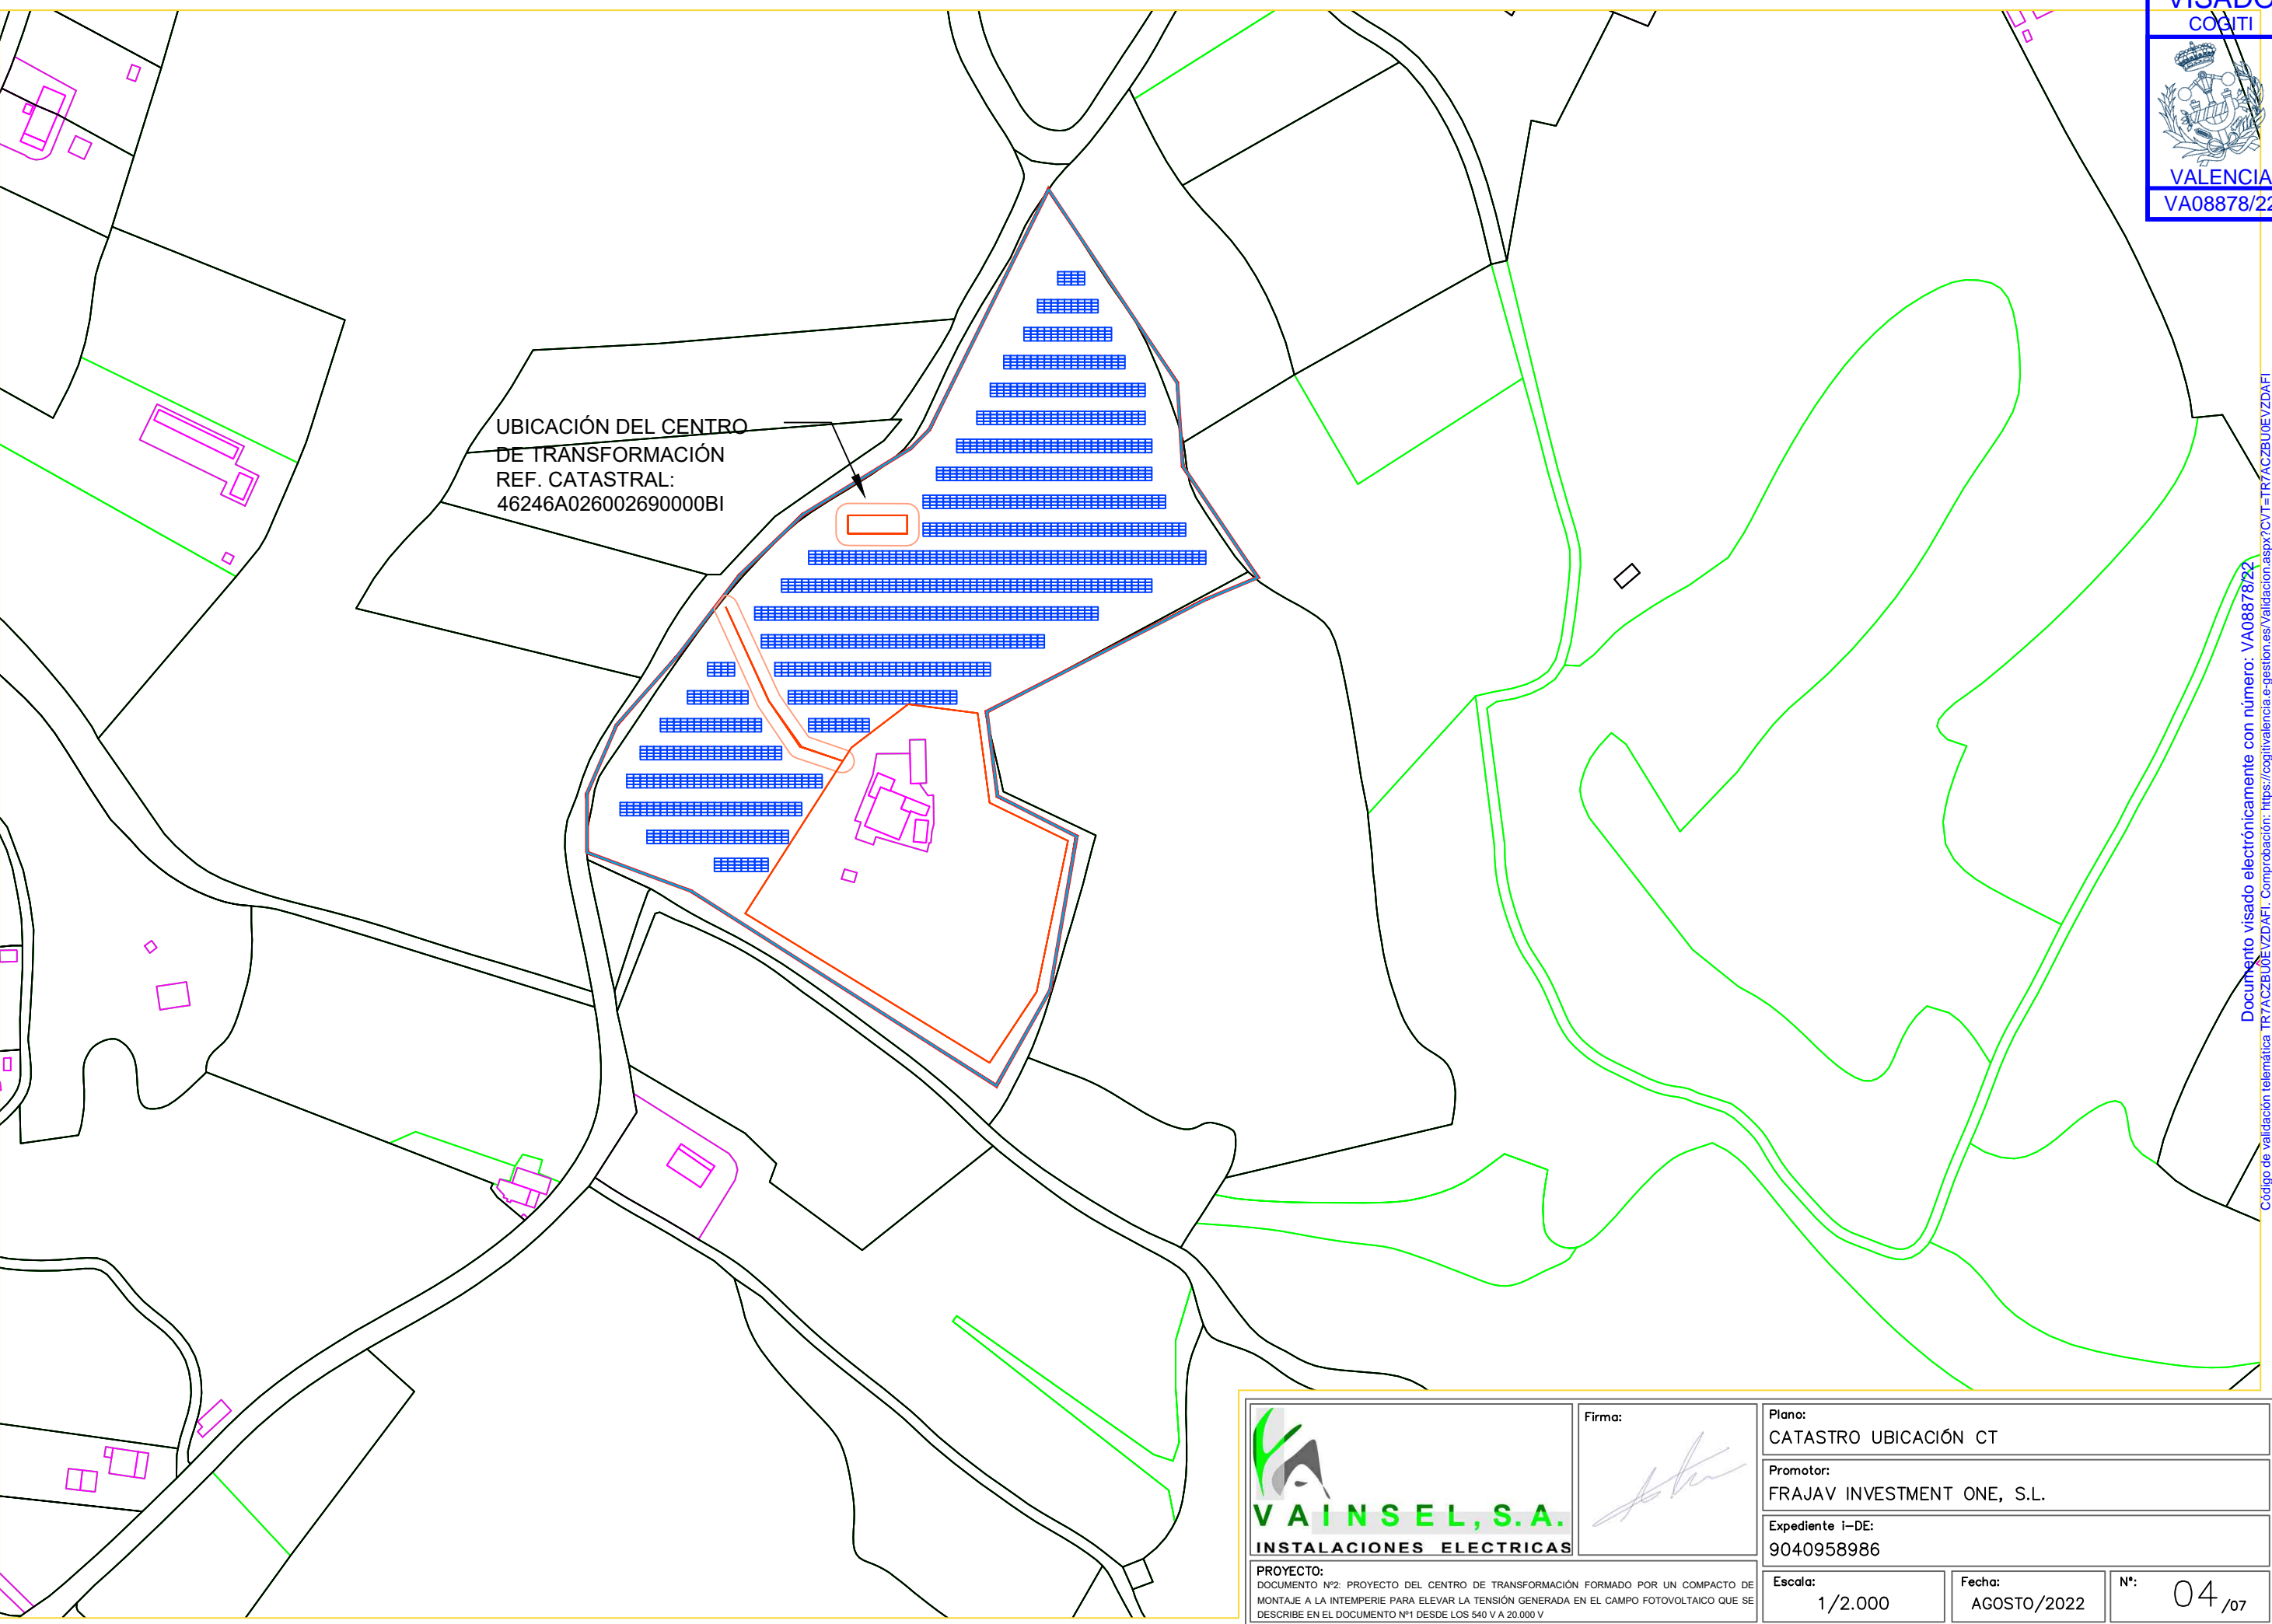 VISADO
COGITI
VALENCIA
VA08878/22
UBICACIÓN DEL CENTRO
DE TRANSFORMACIÓN
REF. CATASTRAL:
46246A026002690000BI
Documento visado electrónicamente con número: VA08878/22
Código de validación telemática TR7ACZBU0EVZDAFI. Comprobación: https://cogitivalencia.e-gestion.es/Validacion.aspx?CVT=TR7ACZBU0EVZDAFI
VAINSEL, S.A.
INSTALACIONES ELECTRICAS
Firma:
Plano:
CATASTRO UBICACIÓN CT
Promotor:
FRAJAV INVESTMENT ONE, S.L.
Expediente i-DE:
9040958986
PROYECTO:
DOCUMENTO Nº2: PROYECTO DEL CENTRO DE TRANSFORMACIÓN FORMADO POR UN COMPACTO DE
MONTAJE A LA INTEMPERIE PARA ELEVAR LA TENSIÓN GENERADA EN EL CAMPO FOTOVOLTAICO QUE SE
DESCRIBE EN EL DOCUMENTO Nº1 DESDE LOS 540 V A 20.000 V
Escala:
1/2.000
Fecha:
AGOSTO/2022
Nº:
04/07